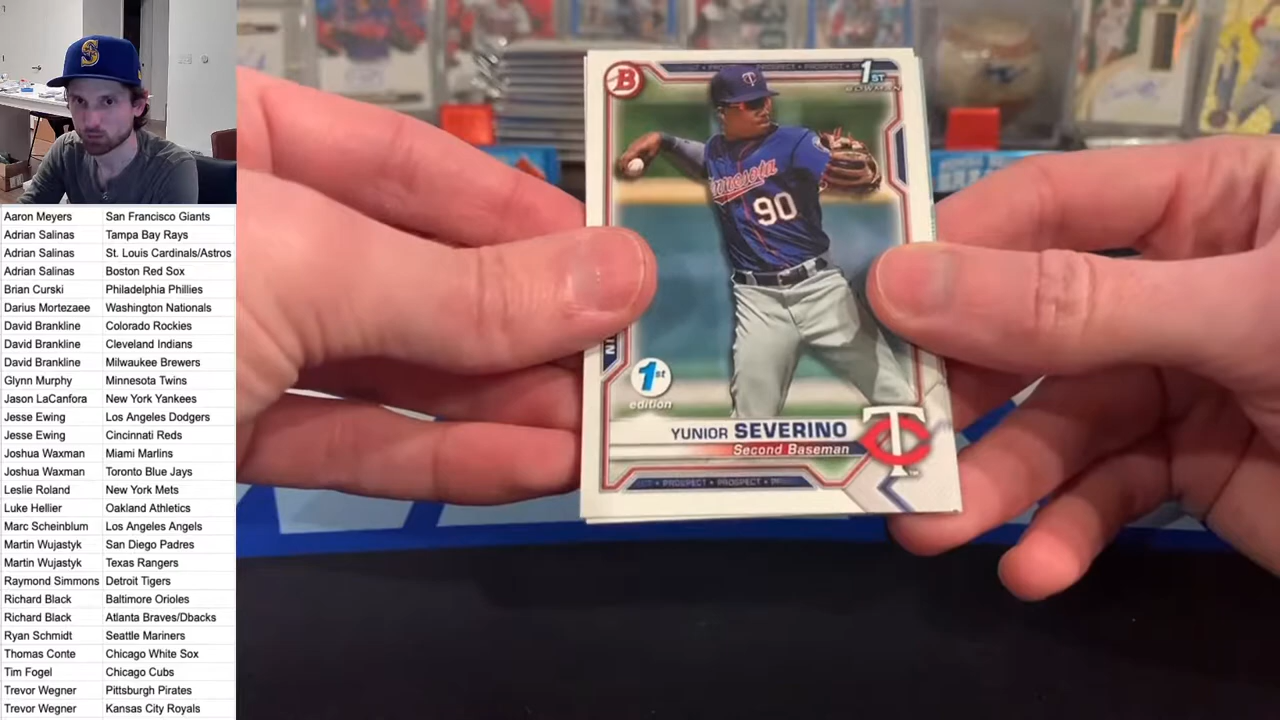 S
Aaron Meyers San Francisco Giants
Adrian Salinas Tampa Bay Rays
Adrian Salinas St. Louis Cardinals/Astros
Adrian Salinas Boston Red Sox
Brian Curski Philadelphia Phillies
Darius Mortezaee Washington Nationals
David Brankline Colorado Rockies
David Brankline Cleveland Indians
David Brankline Milwaukee Brewers
Glynn Murphy Minnesota Twins
Jason LaCanfora New York Yankees
Jesse Ewing Los Angeles Dodgers
Jesse Ewing Cincinnati Reds
Joshua Waxman Miami Marlins
Joshua Waxman Toronto Blue Jays
Leslie Roland New York Mets
Luke Hellier Oakland Athletics
Marc Scheinblum Los Angeles Angels
Martin Wujastyk San Diego Padres
Martin Wujastyk Texas Rangers
Raymond Simmons Detroit Tigers
Richard Black Baltimore Orioles
Richard Black Atlanta Braves/Dbacks
Ryan Schmidt Seattle Mariners
Thomas Conte Chicago White Sox
Tim Fogel Chicago Cubs
Trevor Wegner Pittsburgh Pirates
Trevor Wegner Kansas City Royals
B
PROSPECT • PROSPECT
1ST
BOWMAN
T
Minnesota
90
1st
edition
YUNIOR SEVERINO
Second Baseman
TC
PROSPECT • PROSPECT